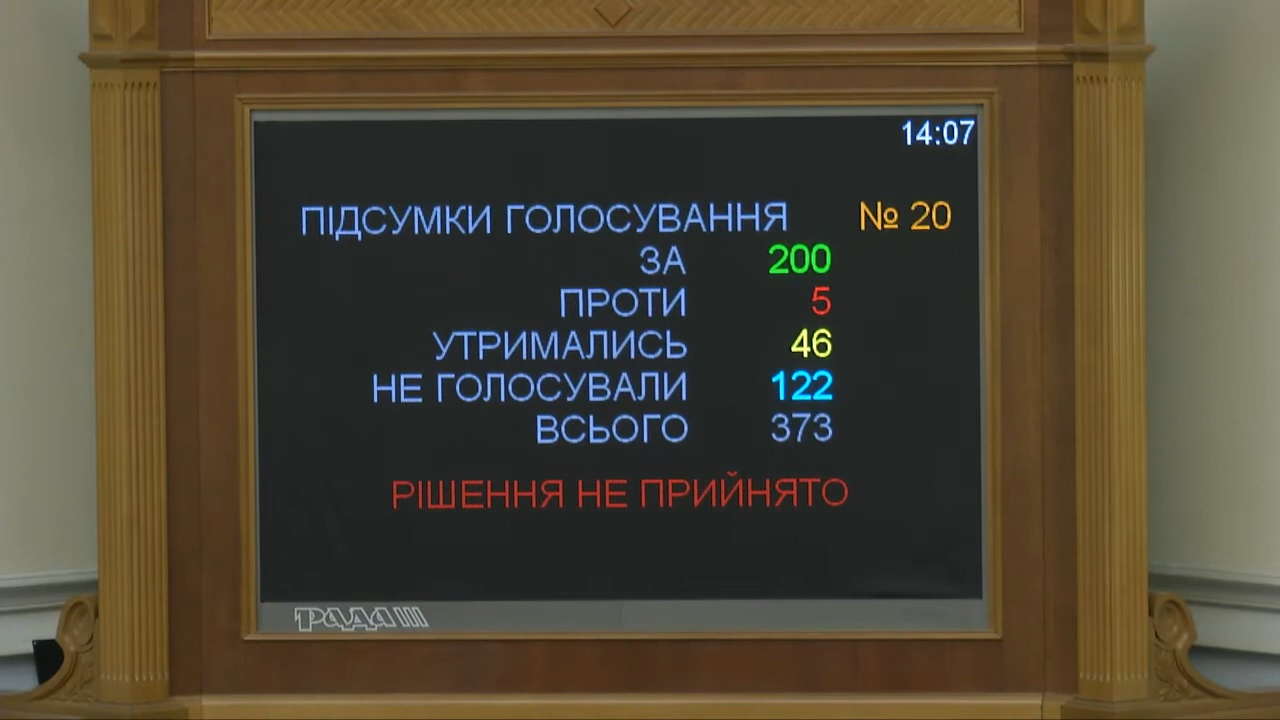 14:07
ПІДСУМКИ ГОЛОСУВАННЯ № 20
ЗА 200
ПРОТИ 5
УТРИМАЛИСЬ 46
НЕ ГОЛОСУВАЛИ 122
ВСЬОГО 373
РІШЕННЯ НЕ ПРИЙНЯТО
РАДА III